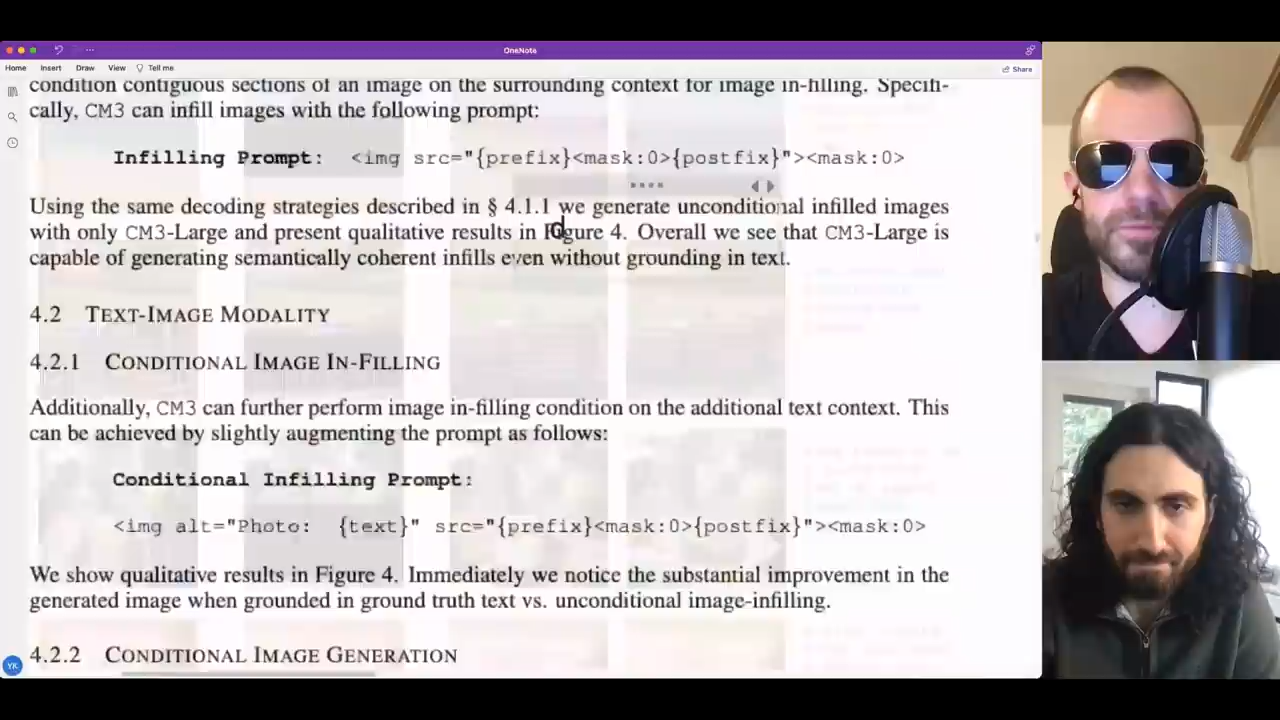 OneNote
Home Insert Draw View Tell me
Share
condition contiguous sections of an image on the surrounding context for image in-filling. Specifi-
cally, CM3 can infill images with the following prompt:
Infilling Prompt: <img src="{prefix}<mask:0>{postfix}"><mask:0>
Using the same decoding strategies described in § 4.1.1 we generate unconditional infilled images
with only CM3-Large and present qualitative results in Figure 4. Overall we see that CM3-Large is
capable of generating semantically coherent infills even without grounding in text.
4.2 TEXT-IMAGE MODALITY
4.2.1 CONDITIONAL IMAGE IN-FILLING
Additionally, CM3 can further perform image in-filling condition on the additional text context. This
can be achieved by slightly augmenting the prompt as follows:
Conditional Infilling Prompt:
<img alt="Photo: {text}" src="{prefix}<mask:0>{postfix}"><mask:0>
We show qualitative results in Figure 4. Immediately we notice the substantial improvement in the
generated image when grounded in ground truth text vs. unconditional image-infilling.
4.2.2 CONDITIONAL IMAGE GENERATION
YK